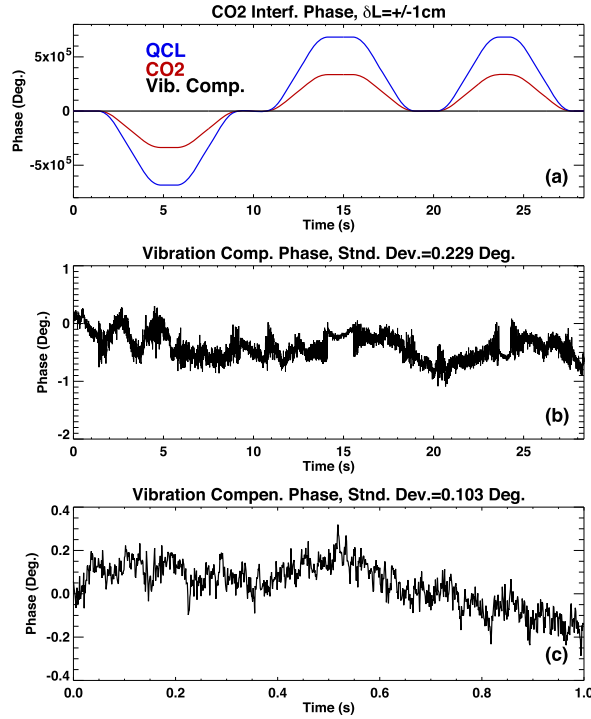 CO2 Interf. Phase, δL=+/-1cm
QCL
CO2
Vib. Comp.
Phase (Deg.)
5x10^5
0
-5x10^5
(a)
0 5 10 15 20 25
Time (s)
Vibration Comp. Phase, Stnd. Dev.=0.229 Deg.
Phase (Deg.)
1
0
-1
-2
(b)
0 5 10 15 20 25
Time (s)
Vibration Compen. Phase, Stnd. Dev.=0.103 Deg.
Phase (Deg.)
0.4
0.2
0.0
-0.2
-0.4
(c)
0.0 0.2 0.4 0.6 0.8 1.0
Time (s)